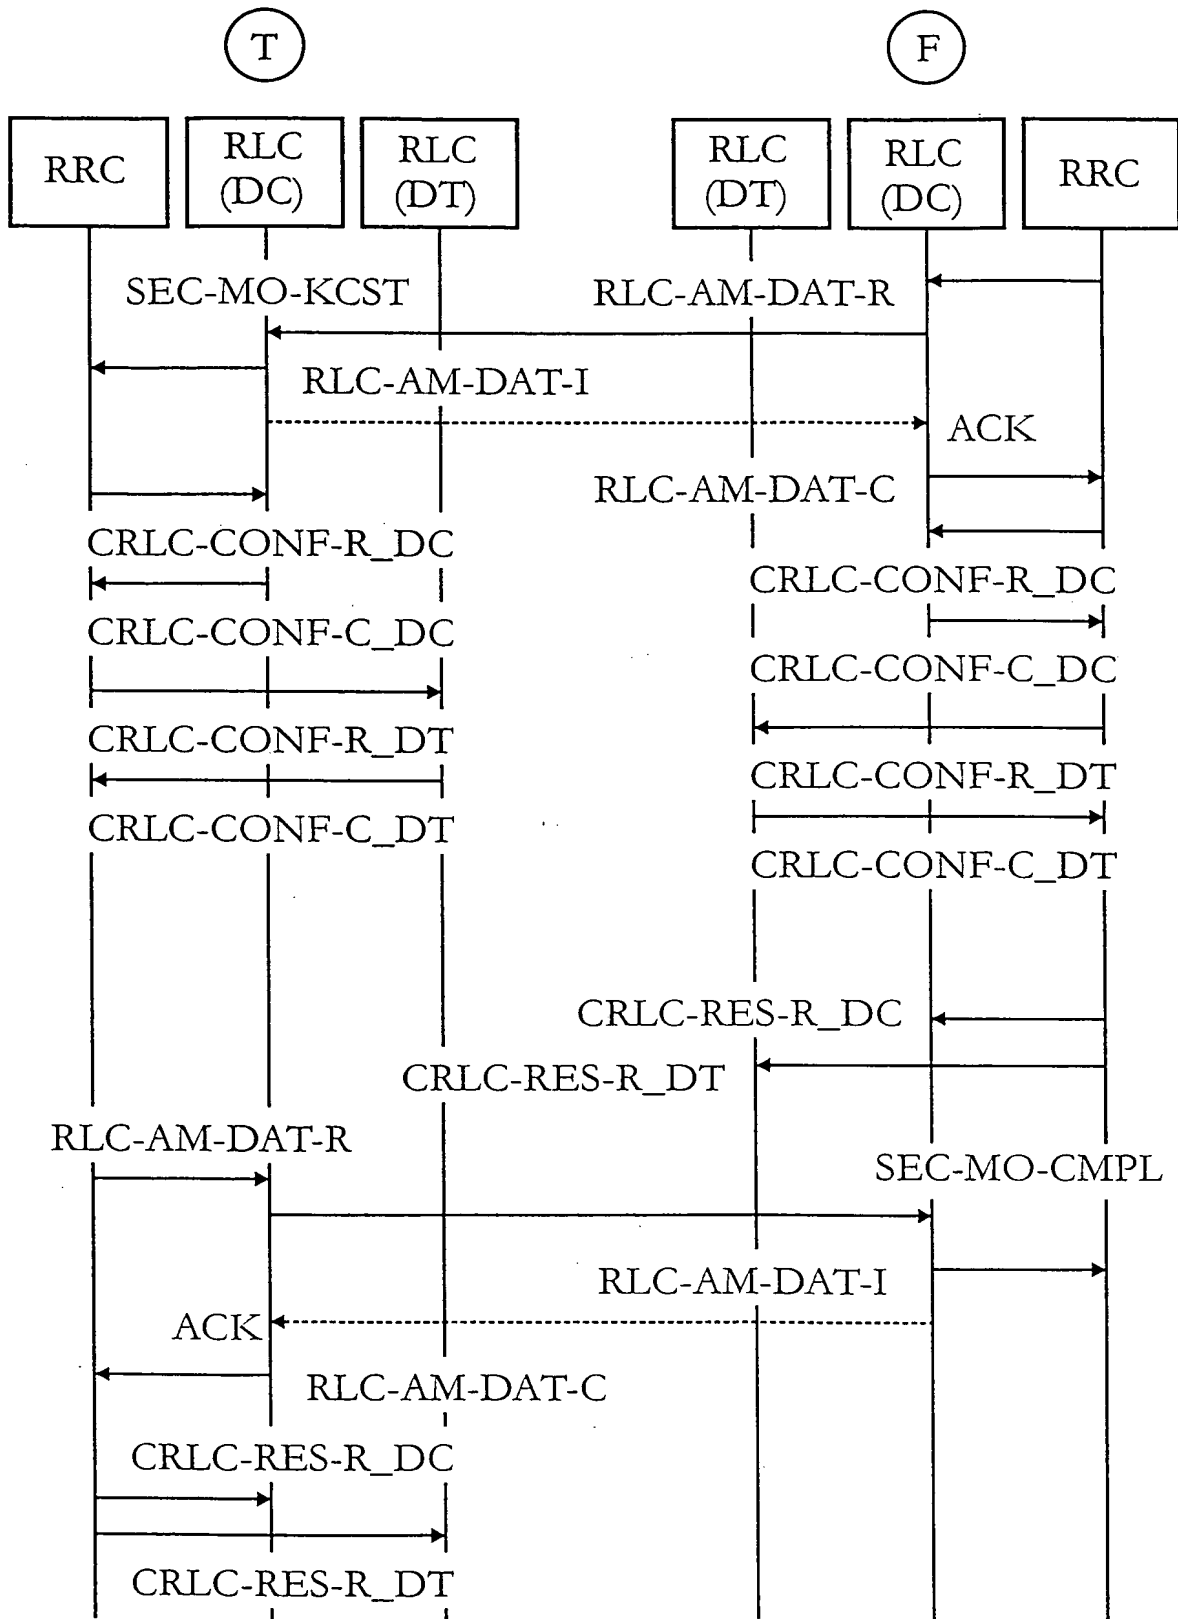 T
F
RRC
RLC
(DC)
RLC
(DT)
RLC
(DT)
RLC
(DC)
RRC
SEC-MO-KCST
RLC-AM-DAT-R
RLC-AM-DAT-I
ACK
RLC-AM-DAT-C
CRLC-CONF-R_DC
CRLC-CONF-R_DC
CRLC-CONF-C_DC
CRLC-CONF-C_DC
CRLC-CONF-R_DT
CRLC-CONF-R_DT
CRLC-CONF-C_DT
CRLC-CONF-C_DT
CRLC-RES-R_DC
CRLC-RES-R_DT
RLC-AM-DAT-R
SEC-MO-CMPL
RLC-AM-DAT-I
ACK
RLC-AM-DAT-C
CRLC-RES-R_DC
CRLC-RES-R_DT